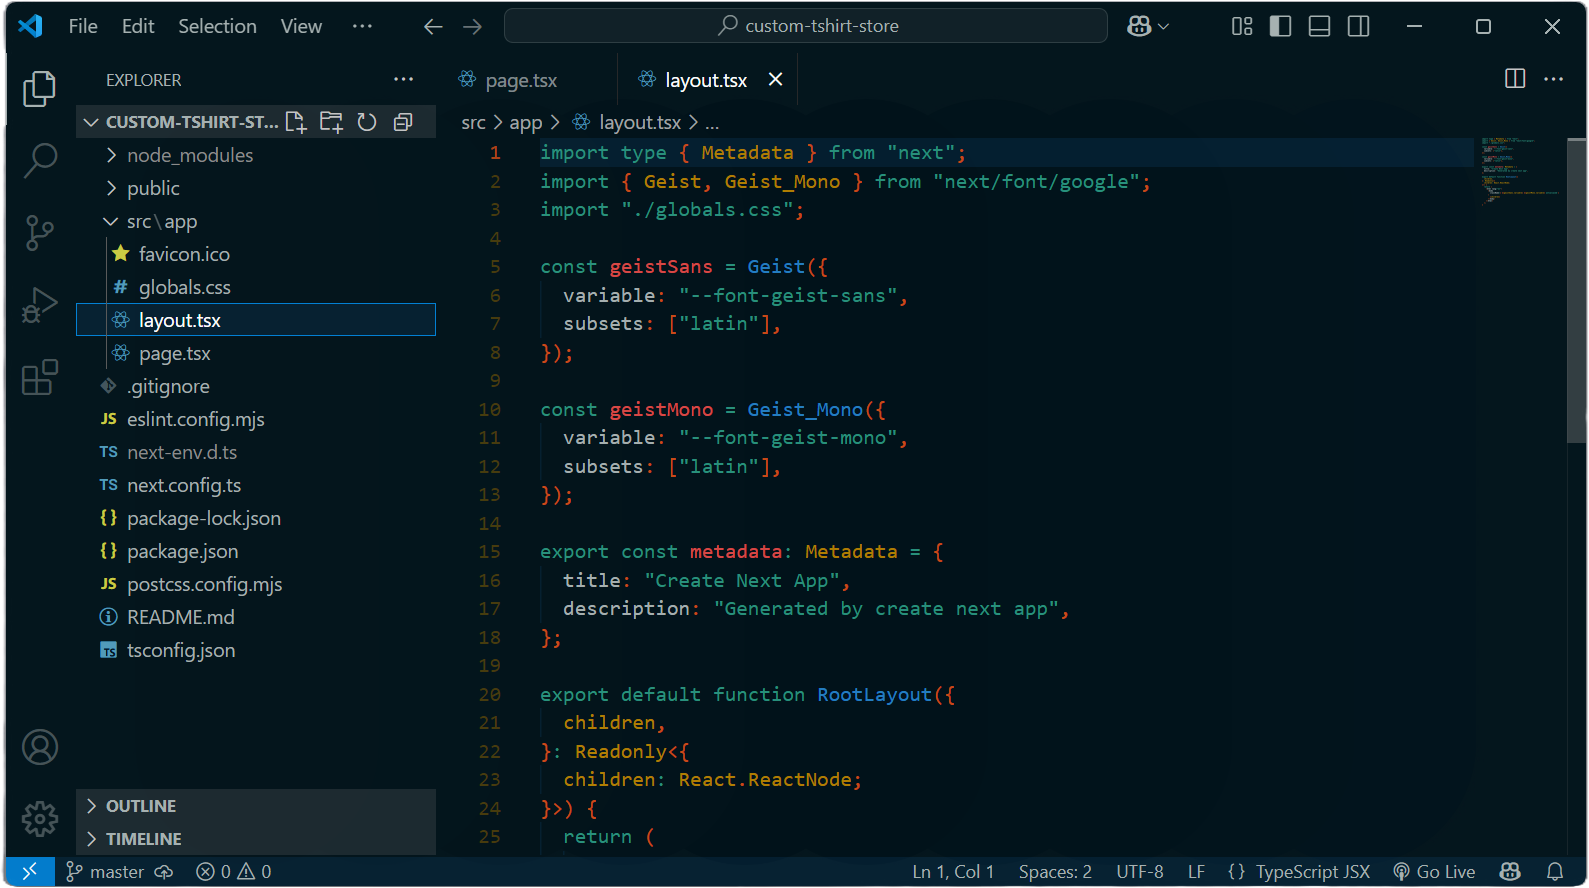 File Edit Selection View ··· custom-tshirt-store
EXPLORER ···
page.tsx layout.tsx
CUSTOM-TSHIRT-ST...
src > app > layout.tsx > ...
node_modules
public
src\app
favicon.ico
# globals.css
layout.tsx
page.tsx
.gitignore
JS eslint.config.mjs
TS next-env.d.ts
TS next.config.ts
{} package-lock.json
{} package.json
JS postcss.config.mjs
README.md
TS tsconfig.json
OUTLINE
TIMELINE
1 import type { Metadata } from "next";
2 import { Geist, Geist_Mono } from "next/font/google";
3 import "./globals.css";
4
5 const geistSans = Geist({
6 variable: "--font-geist-sans",
7 subsets: ["latin"],
8 });
9
10 const geistMono = Geist_Mono({
11 variable: "--font-geist-mono",
12 subsets: ["latin"],
13 });
14
15 export const metadata: Metadata = {
16 title: "Create Next App",
17 description: "Generated by create next app",
18 };
19
20 export default function RootLayout({
21 children,
22 }: Readonly<{
23 children: React.ReactNode;
24 }>) {
25 return (
master 0 0 Ln 1, Col 1 Spaces: 2 UTF-8 LF {} TypeScript JSX Go Live